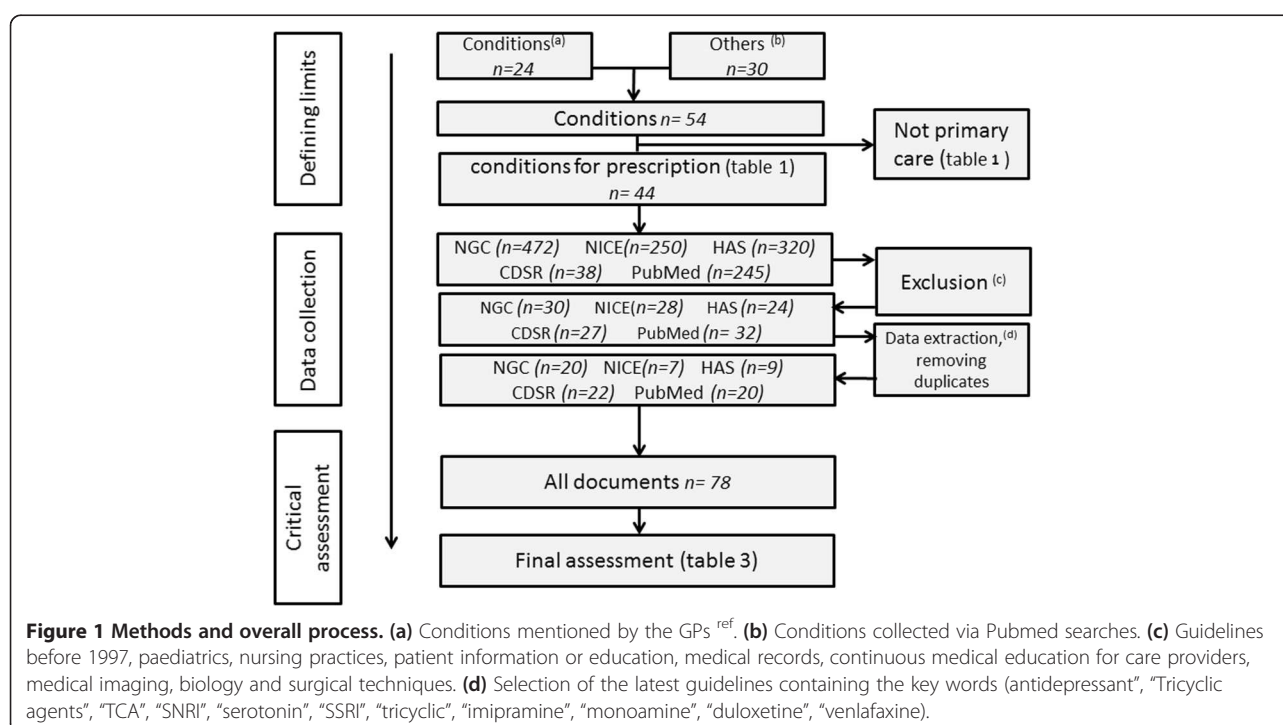 Defining limits
Conditions(a)
n=24
Others (b)
n=30
Conditions n= 54
Not primary
care (table 1 )
conditions for prescription (table 1)
n= 44
Data collection
NGC (n=472) NICE(n=250) HAS (n=320)
CDSR (n=38) PubMed (n=245)
Exclusion (c)
NGC (n=30) NICE(n=28) HAS (n=24)
CDSR (n=27) PubMed (n= 32)
Data extraction,(d)
removing
duplicates
NGC (n=20) NICE(n=7) HAS (n=9)
CDSR (n=22) PubMed (n=20)
Critical
assessment
All documents n= 78
Final assessment (table 3)
Figure 1 Methods and overall process. (a) Conditions mentioned by the GPs ref. (b) Conditions collected via Pubmed searches. (c) Guidelines
before 1997, paediatrics, nursing practices, patient information or education, medical records, continuous medical education for care providers,
medical imaging, biology and surgical techniques. (d) Selection of the latest guidelines containing the key words (antidepressant”, “Tricyclic
agents”, “TCA”, “SNRI”, “serotonin”, “SSRI”, “tricyclic”, “imipramine”, “monoamine”, “duloxetine”, “venlafaxine).